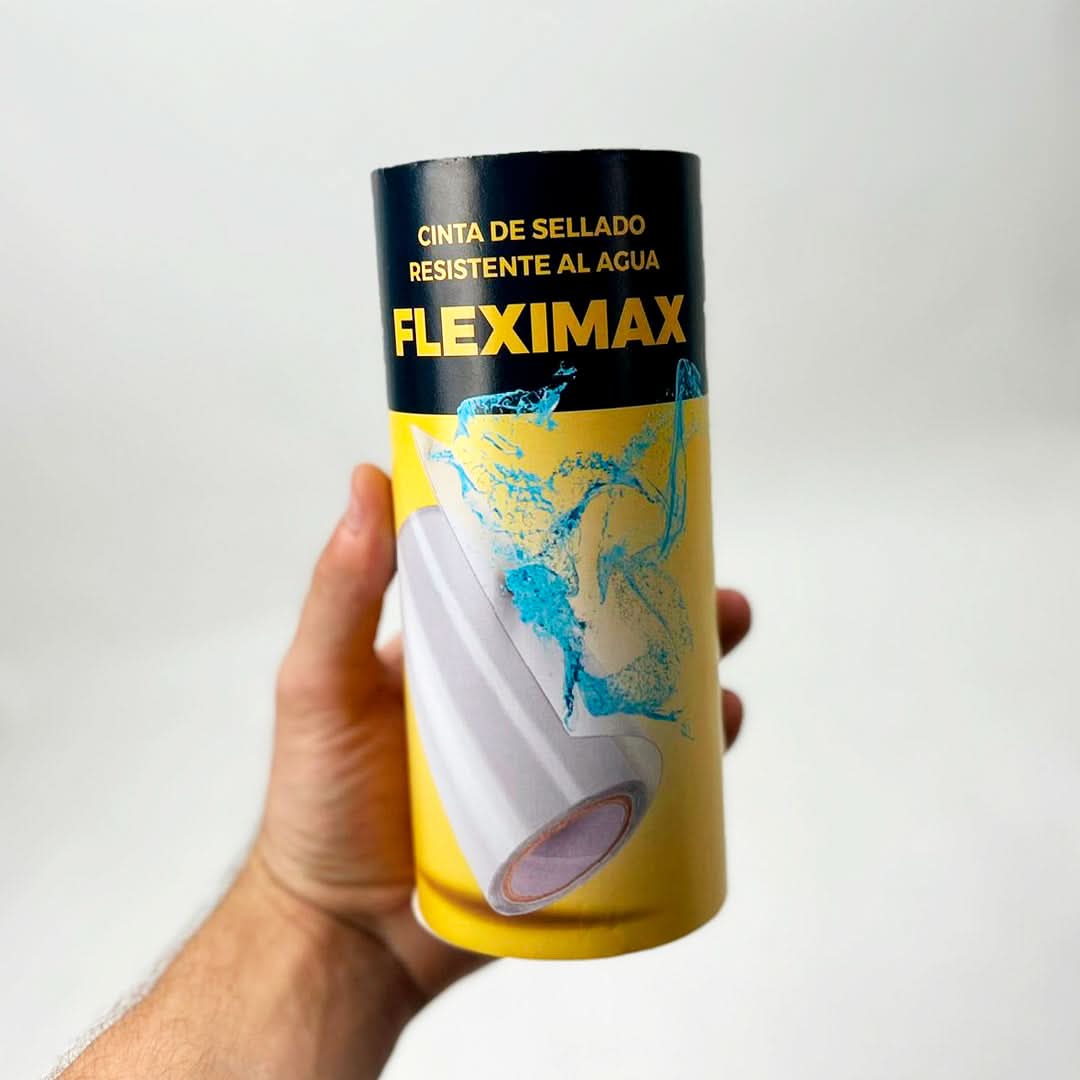 CINTA DE SELLADO
RESISTENTE AL AGUA
FLEXIMAX